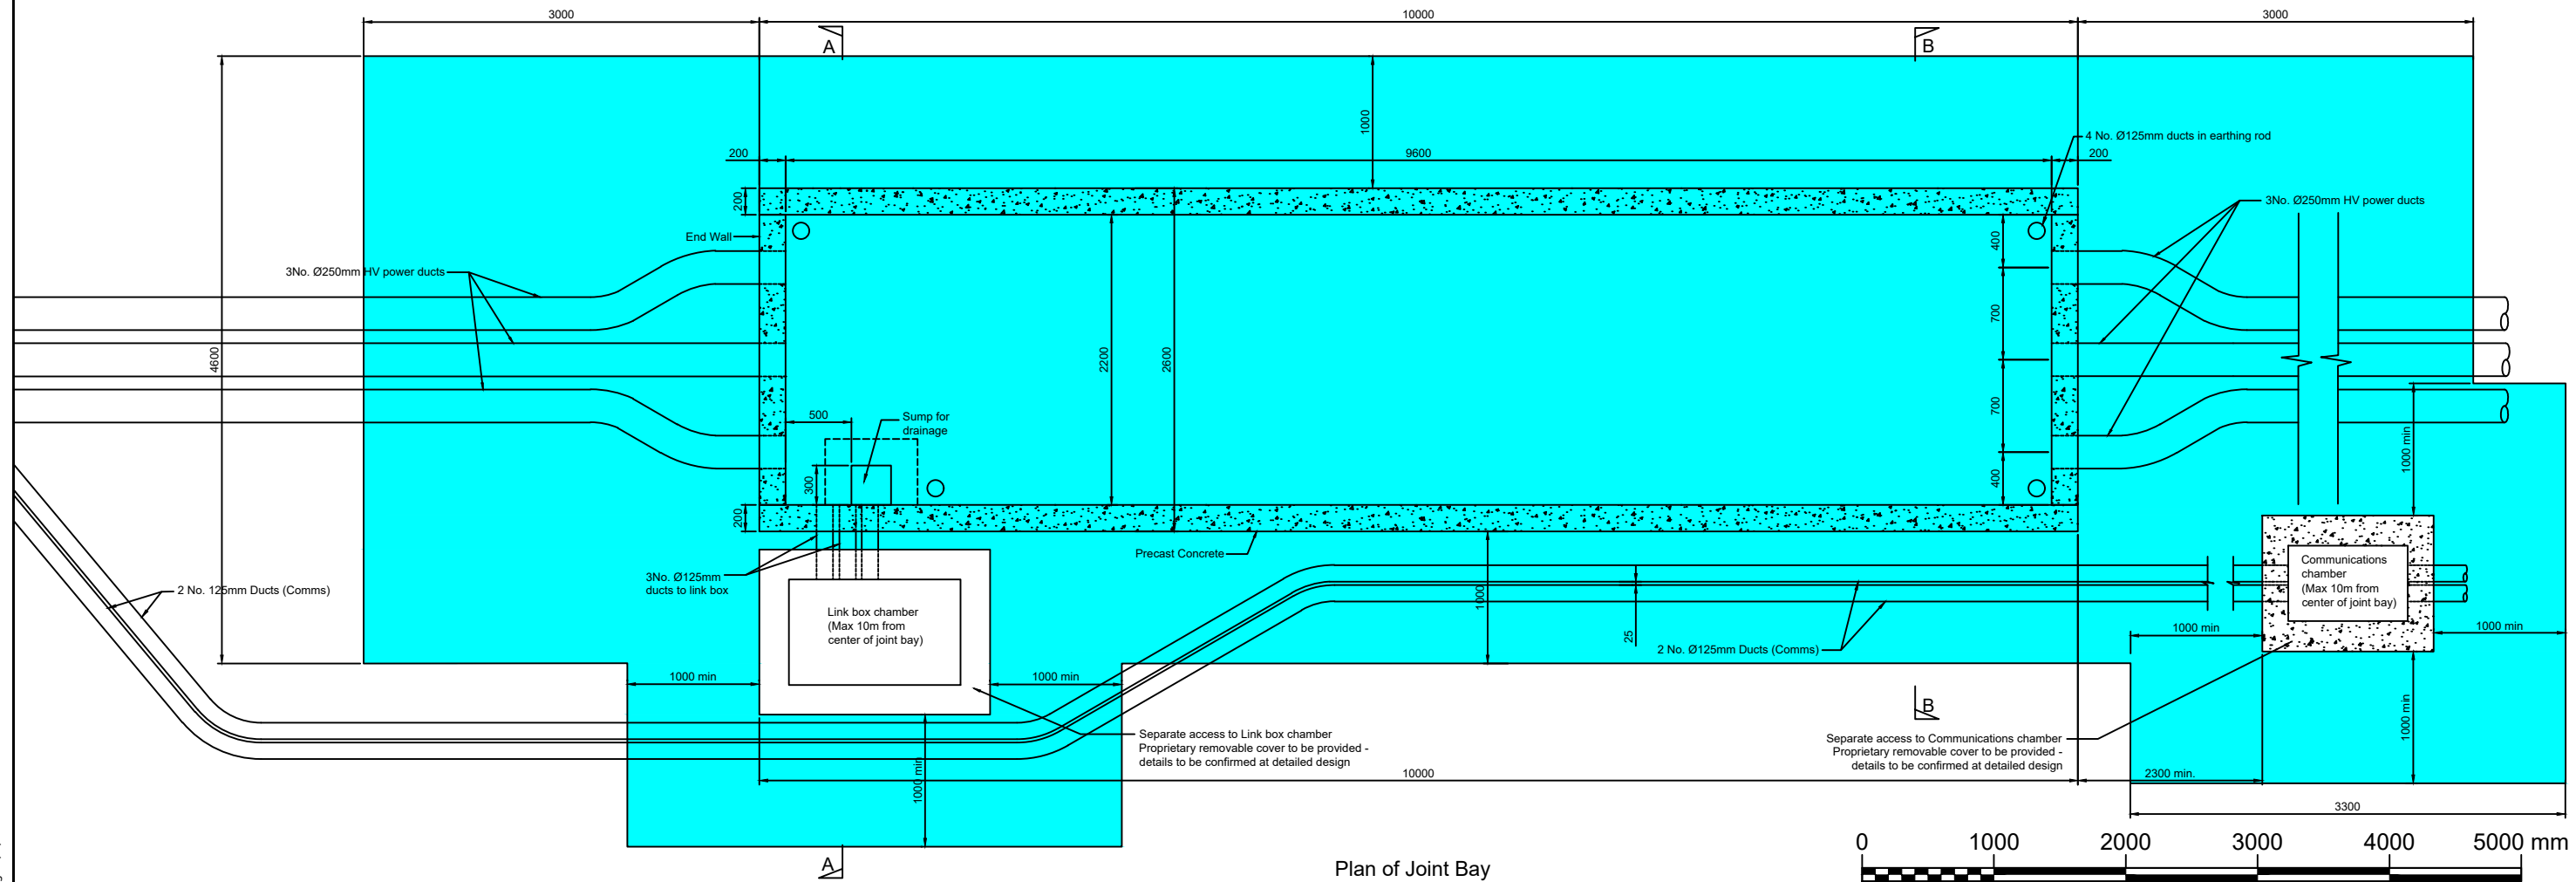 3000
10000
3000
A
B
1000
4 No. Ø125mm ducts in earthing rod
200
9600
200
3No. Ø250mm HV power ducts
200
End Wall
400
3No. Ø250mm HV power ducts
700
4600
2200
2600
700
500
Sump for
drainage
1000 min
300
400
200
Precast Concrete
3No. Ø125mm
ducts to link box
Communications
chamber
(Max 10m from
center of joint bay)
2 No. 125mm Ducts (Comms)
1000
Link box chamber
(Max 10m from
center of joint bay)
25
1000 min
1000 min
2 No. Ø125mm Ducts (Comms)
1000 min
1000 min
B
1000 min
Separate access to Link box chamber
Proprietary removable cover to be provided -
details to be confirmed at detailed design
Separate access to Communications chamber
Proprietary removable cover to be provided -
details to be confirmed at detailed design
1000 min
10000
2300 min.
3300
A
Plan of Joint Bay
0 1000 2000 3000 4000 5000 mm